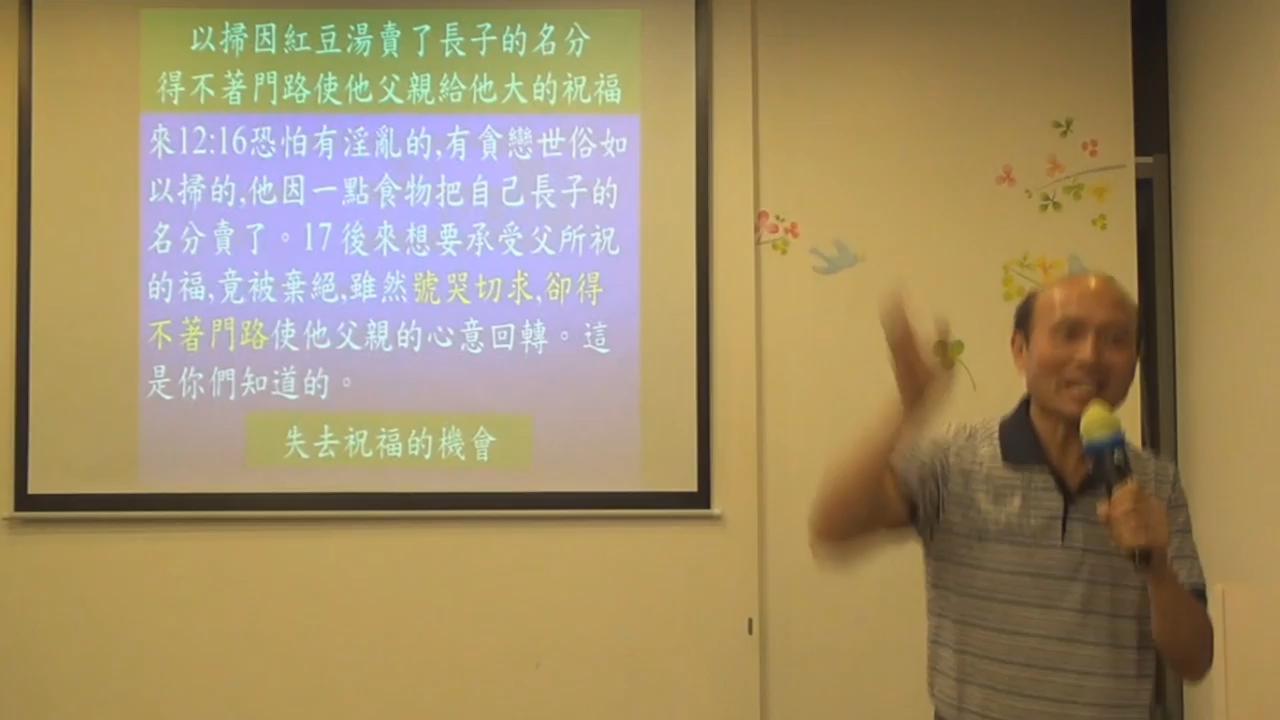 以掃因紅豆湯賣了長子的名分
得不著門路使他父親給他大的祝福
來12:16恐怕有淫亂的,有貪戀世俗如
以掃的,他因一點食物把自己長子的
名分賣了。17後來想要承受父所祝
的福,竟被棄絕,雖然號哭切求,卻得
不著門路使他父親的心意回轉。這
是你們知道的。
失去祝福的機會